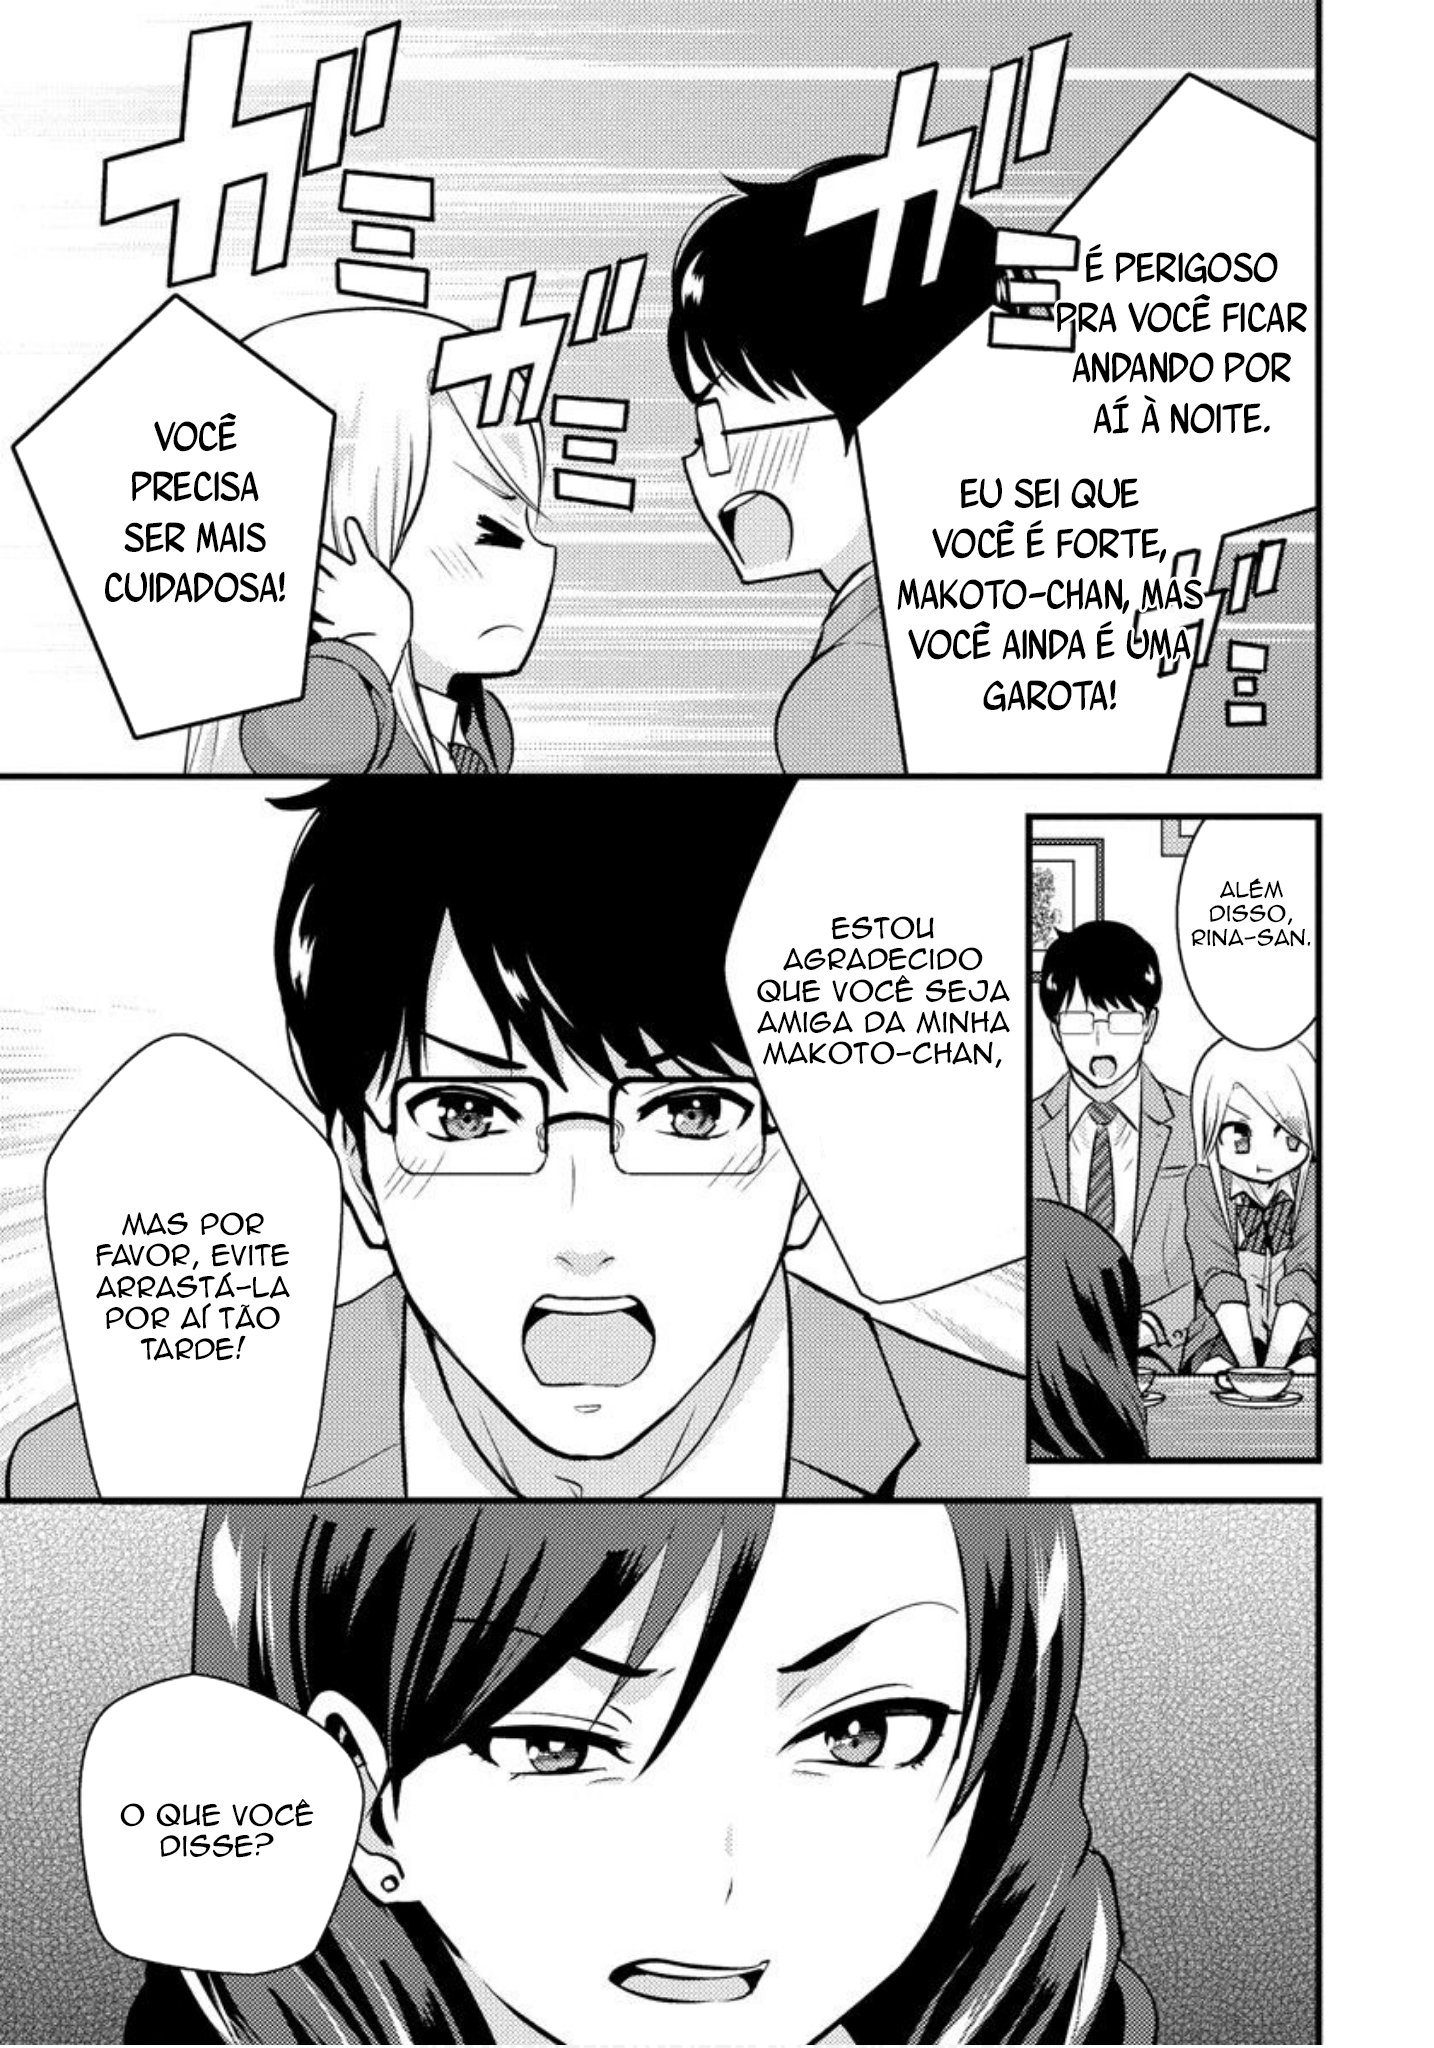 É PERIGOSO
PRA VOCÊ FICAR
ANDANDO POR
AÍ À NOITE.
EU SEI QUE
VOCÊ É FORTE,
MAKOTO-CHAN, MAS
VOCÊ AINDA É UMA
GAROTA!
ガミ
ガミ
ガミ
ガミ
VOCÊ
PRECISA
SER MAIS
CUIDADOSA!
ALÉM
DISSO,
RINA-SAN.
ESTOU
AGRADECIDO
QUE VOCÊ SEJA
AMIGA DA MINHA
MAKOTO-CHAN,
MAS POR
FAVOR, EVITE
ARRASTÁ-LA
POR AÍ TÃO
TARDE!
O QUE VOCÊ
DISSE?